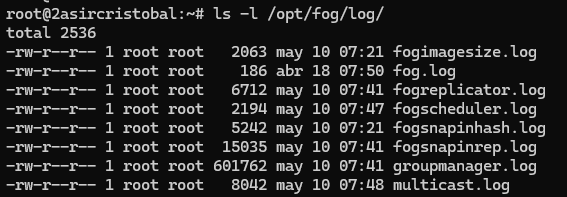 root@2asircristobal:~# ls -l /opt/fog/log/
total 2536
-rw-r--r-- 1 root root   2063 may 10 07:21 fogimagesize.log
-rw-r--r-- 1 root root    186 abr 18 07:50 fog.log
-rw-r--r-- 1 root root   6712 may 10 07:41 fogreplicator.log
-rw-r--r-- 1 root root   2194 may 10 07:47 fogscheduler.log
-rw-r--r-- 1 root root   5242 may 10 07:21 fogsnapinhash.log
-rw-r--r-- 1 root root  15035 may 10 07:41 fogsnapinrep.log
-rw-r--r-- 1 root root 601762 may 10 07:41 groupmanager.log
-rw-r--r-- 1 root root   8042 may 10 07:48 multicast.log